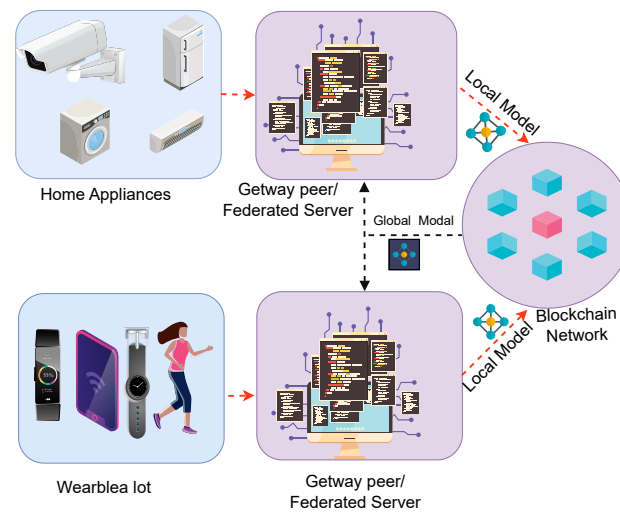 Home Appliances
Getway peer/
Federated Server
Local Model
Global Modal
Blockchain
Network
Local Model
Wearblea lot
Getway peer/
Federated Server